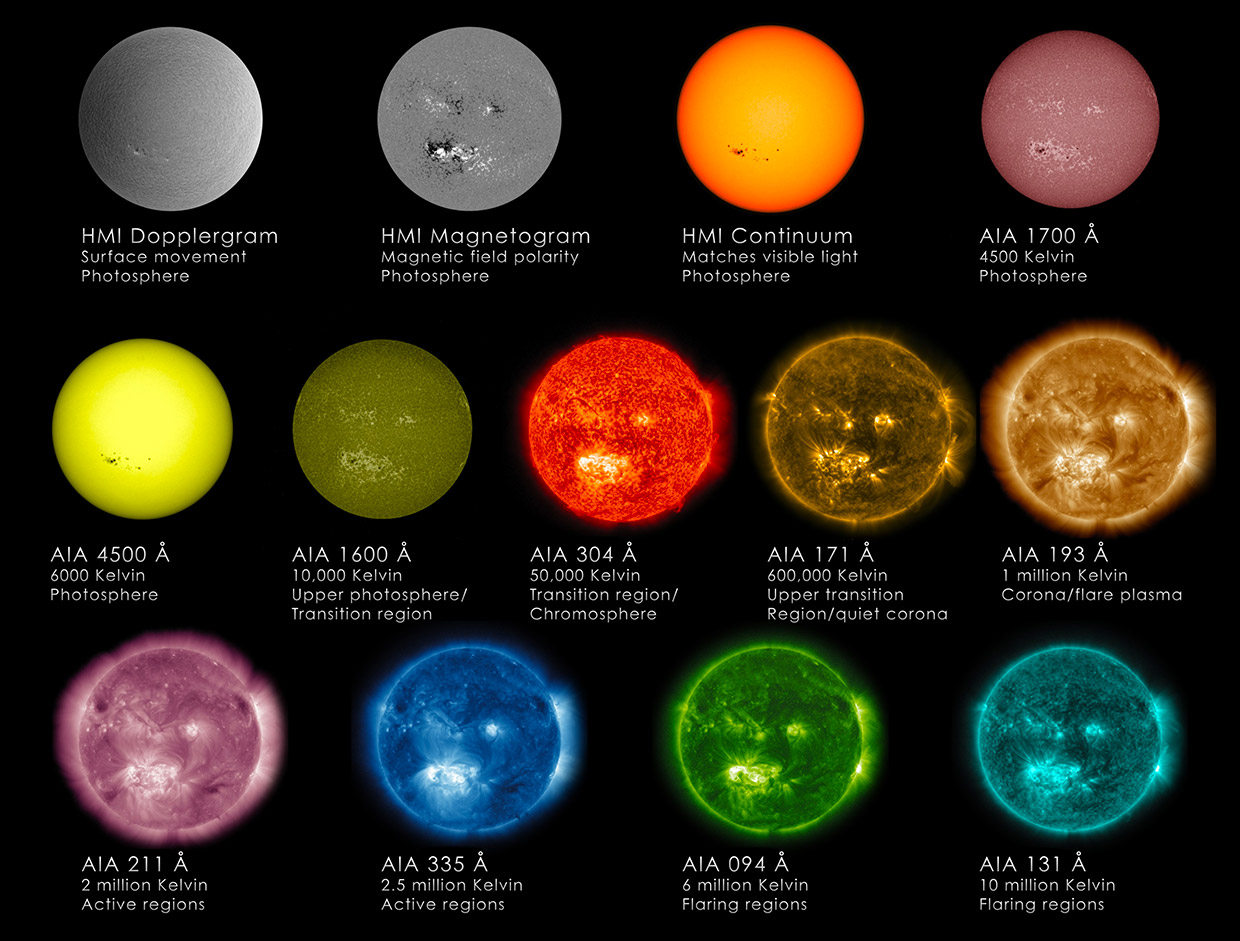 HMI Dopplergram
Surface movement
Photosphere
HMI Magnetogram
Magnetic field polarity
Photosphere
HMI Continuum
Matches visible light
Photosphere
AIA 1700 Å
4500 Kelvin
Photosphere
AIA 4500 Å
6000 Kelvin
Photosphere
AIA 1600 Å
10,000 Kelvin
Upper photosphere/
Transition region
AIA 304 Å
50,000 Kelvin
Transition region/
Chromosphere
AIA 171 Å
600,000 Kelvin
Upper transition
Region/quiet corona
AIA 193 Å
1 million Kelvin
Corona/flare plasma
AIA 211 Å
2 million Kelvin
Active regions
AIA 335 Å
2.5 million Kelvin
Active regions
AIA 094 Å
6 million Kelvin
Flaring regions
AIA 131 Å
10 million Kelvin
Flaring regions